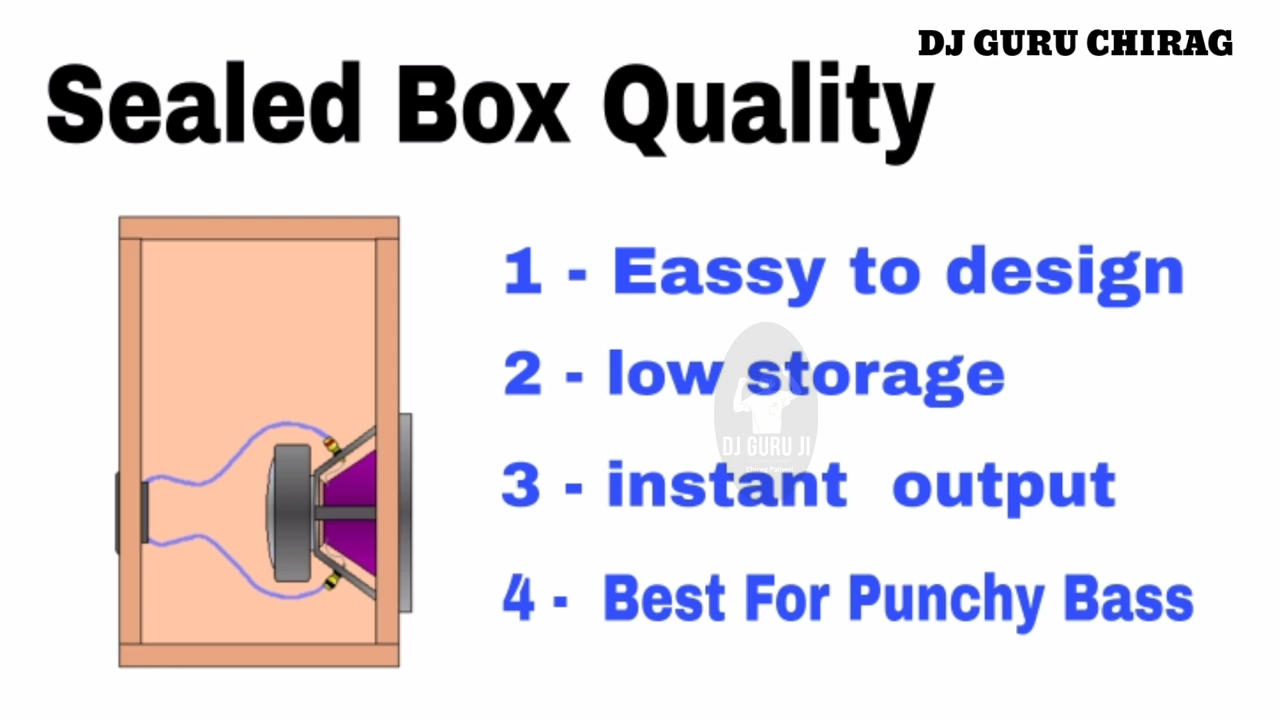 DJ GURU CHIRAG
Sealed Box Quality
1 - Eassy to design
2 - low storage
DJ GURU JI
3 - instant output
4 - Best For Punchy Bass